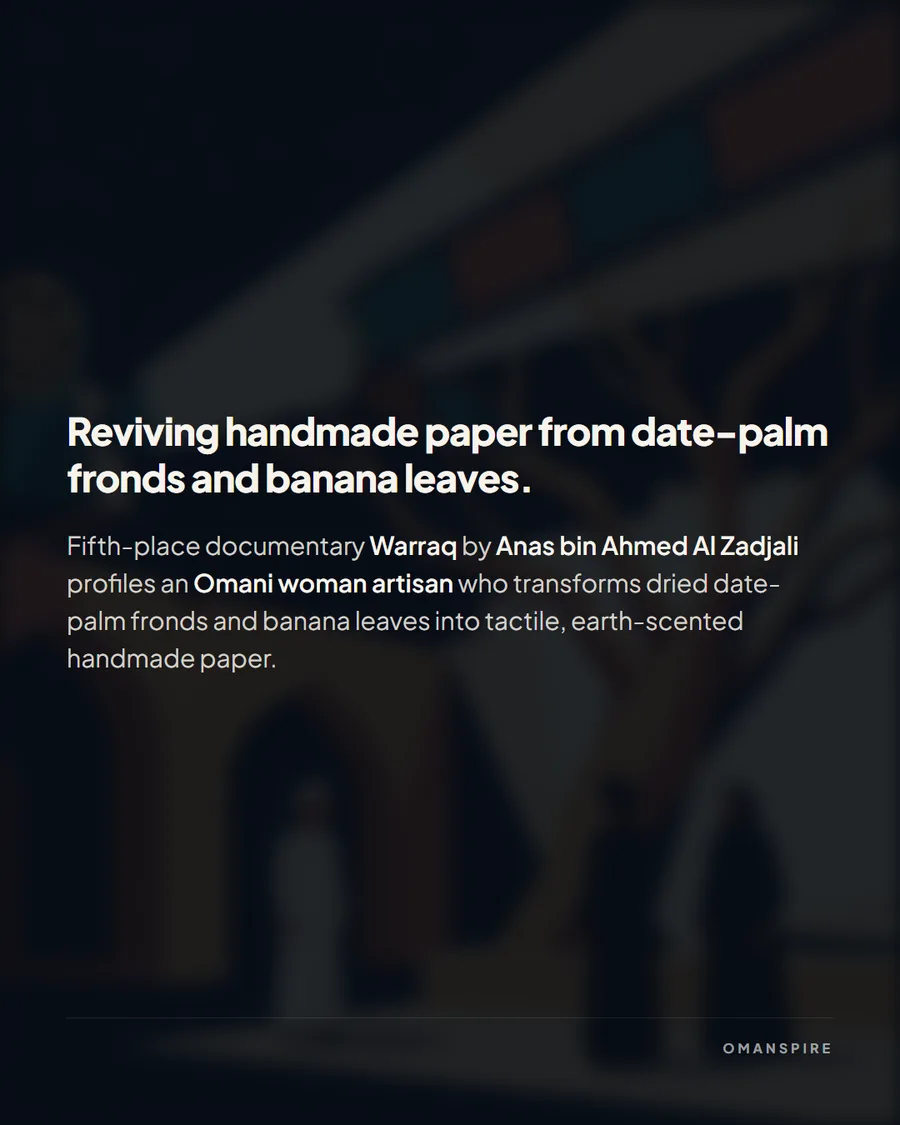 Reviving handmade paper from date-palm
fronds and banana leaves.
Fifth-place documentary Warraq by Anas bin Ahmed Al Zadjali
profiles an Omani woman artisan who transforms dried date-
palm fronds and banana leaves into tactile, earth-scented
handmade paper.
OMANSPIRE